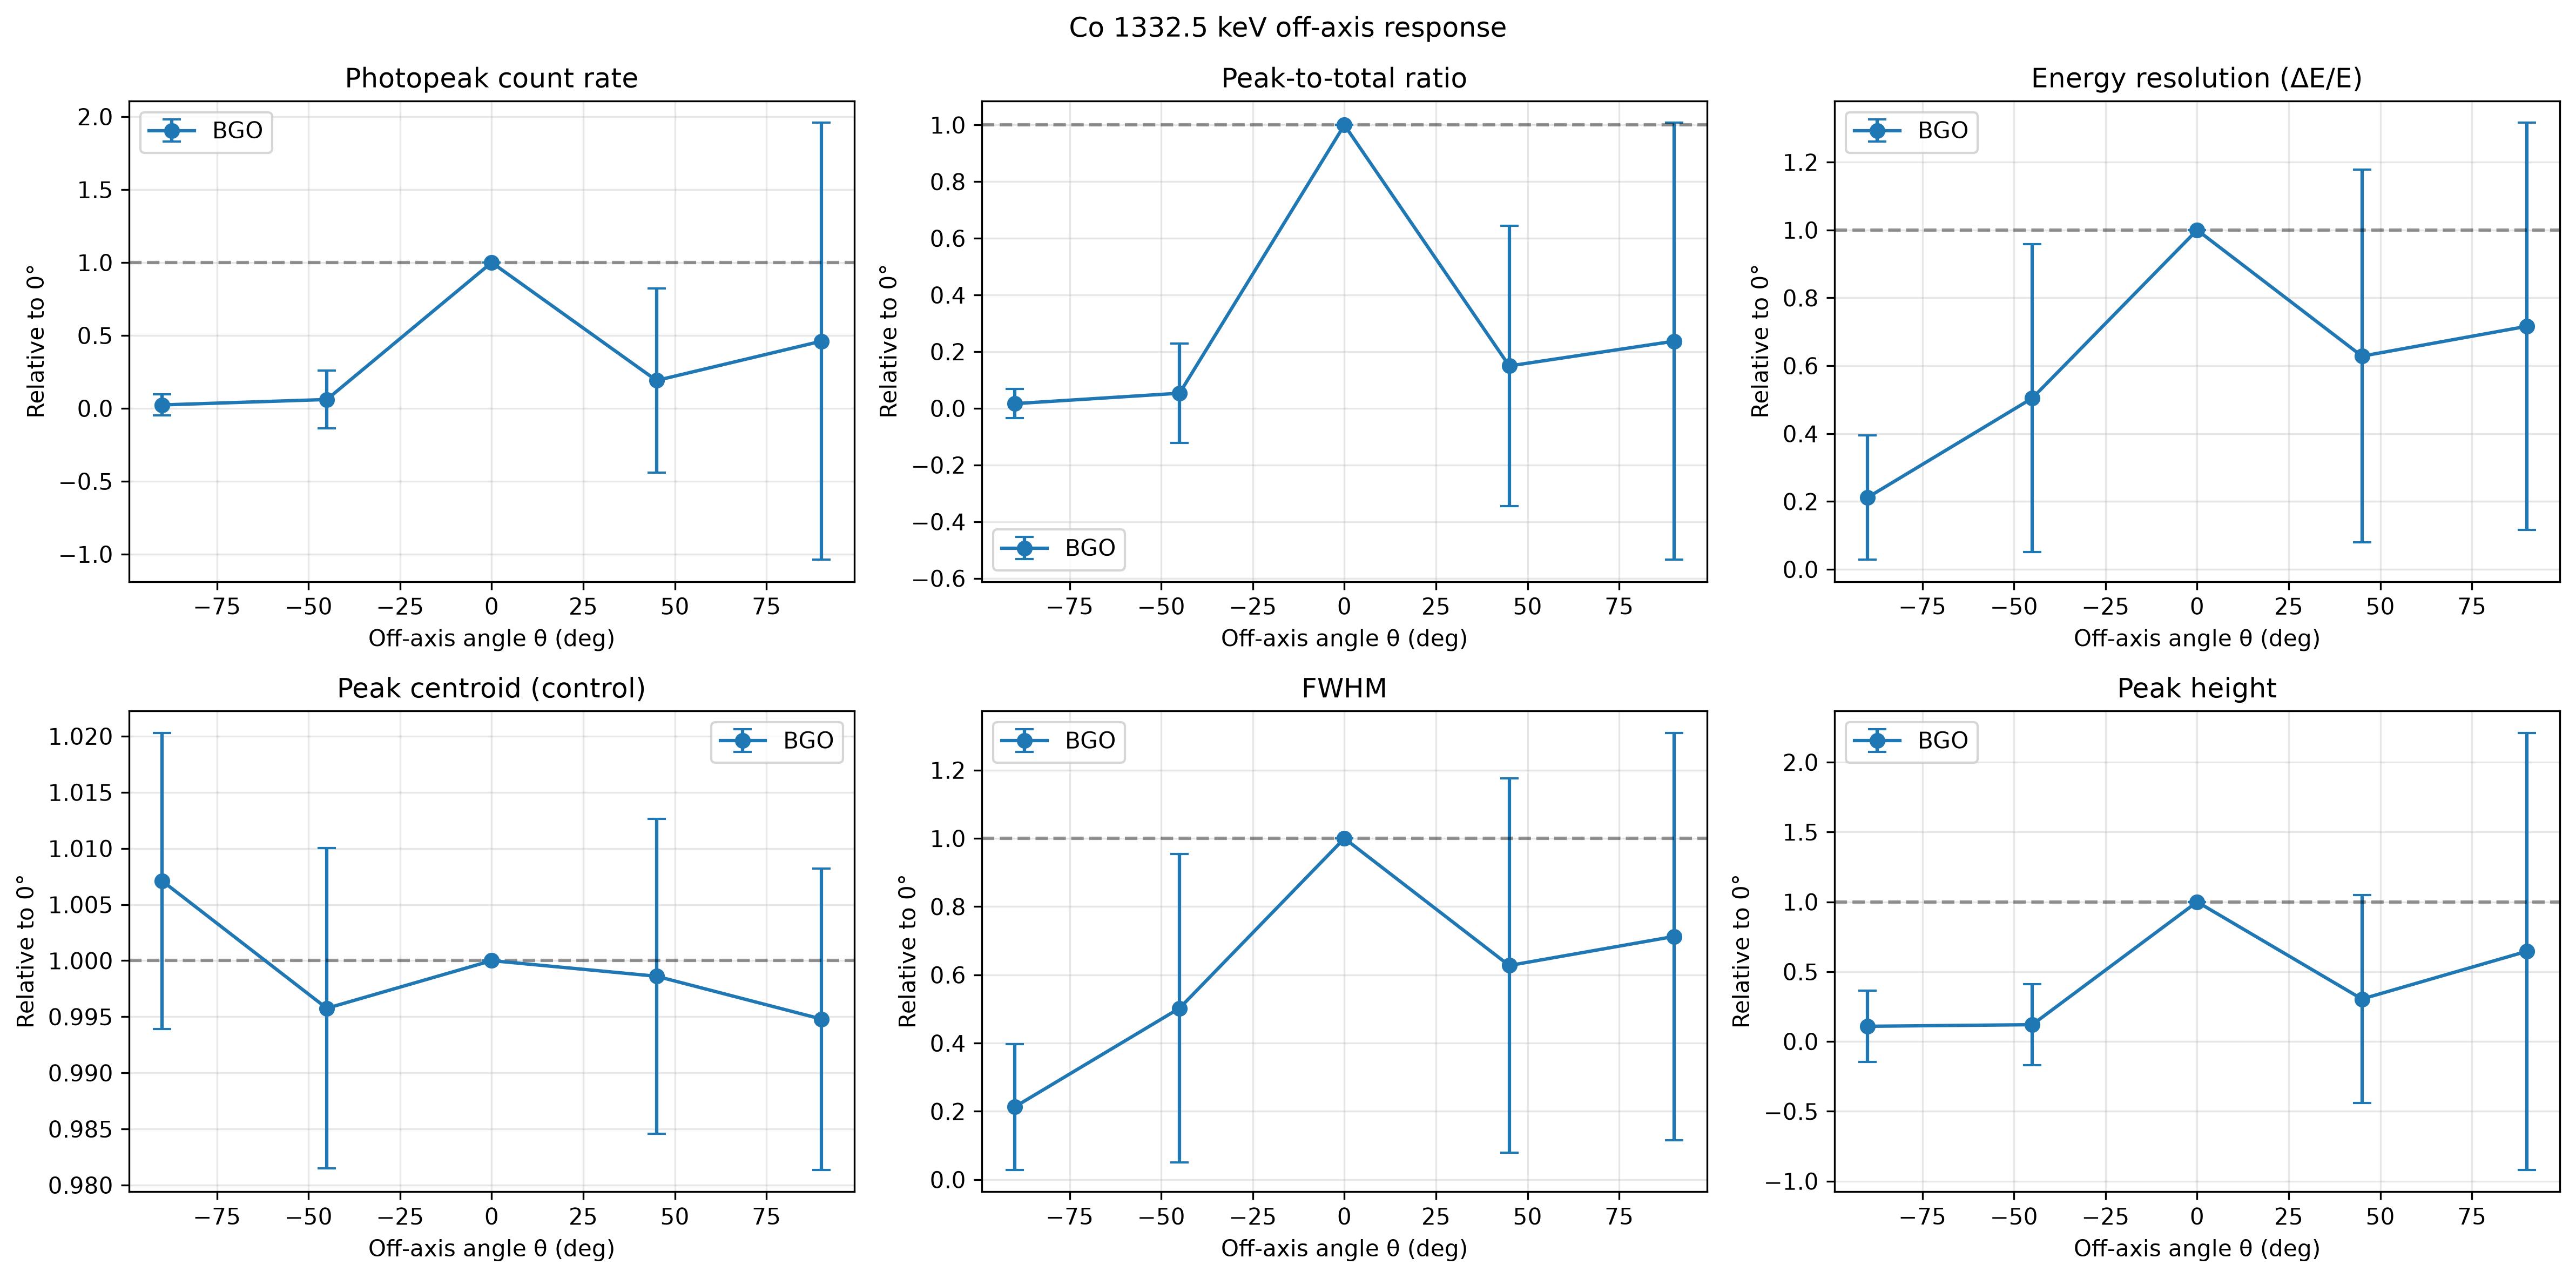 Co 1332.5 keV off-axis response
Photopeak count rate
BGO
2.0
1.5
1.0
0.5
0.0
−0.5
−1.0
Relative to 0°
−75 −50 −25 0 25 50 75
Off-axis angle θ (deg)
Peak-to-total ratio
BGO
1.0
0.8
0.6
0.4
0.2
0.0
−0.2
−0.4
−0.6
Relative to 0°
−75 −50 −25 0 25 50 75
Off-axis angle θ (deg)
Energy resolution (ΔE/E)
BGO
1.2
1.0
0.8
0.6
0.4
0.2
0.0
Relative to 0°
−75 −50 −25 0 25 50 75
Off-axis angle θ (deg)
Peak centroid (control)
BGO
1.020
1.015
1.010
1.005
1.000
0.995
0.990
0.985
0.980
Relative to 0°
−75 −50 −25 0 25 50 75
Off-axis angle θ (deg)
FWHM
BGO
1.2
1.0
0.8
0.6
0.4
0.2
0.0
Relative to 0°
−75 −50 −25 0 25 50 75
Off-axis angle θ (deg)
Peak height
BGO
2.0
1.5
1.0
0.5
0.0
−0.5
−1.0
Relative to 0°
−75 −50 −25 0 25 50 75
Off-axis angle θ (deg)